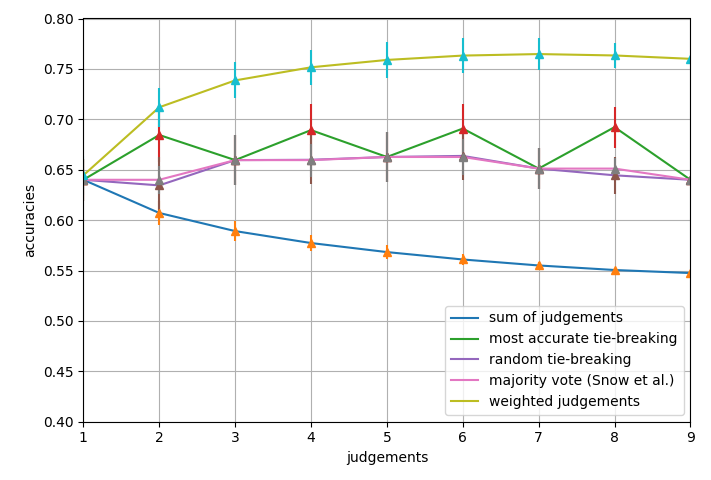 0.80
0.75
0.70
0.65
0.60
0.55
0.50
0.45
0.40
accuracies
sum of judgements
most accurate tie-breaking
random tie-breaking
majority vote (Snow et al.)
weighted judgements
1 2 3 4 5 6 7 8 9
judgements